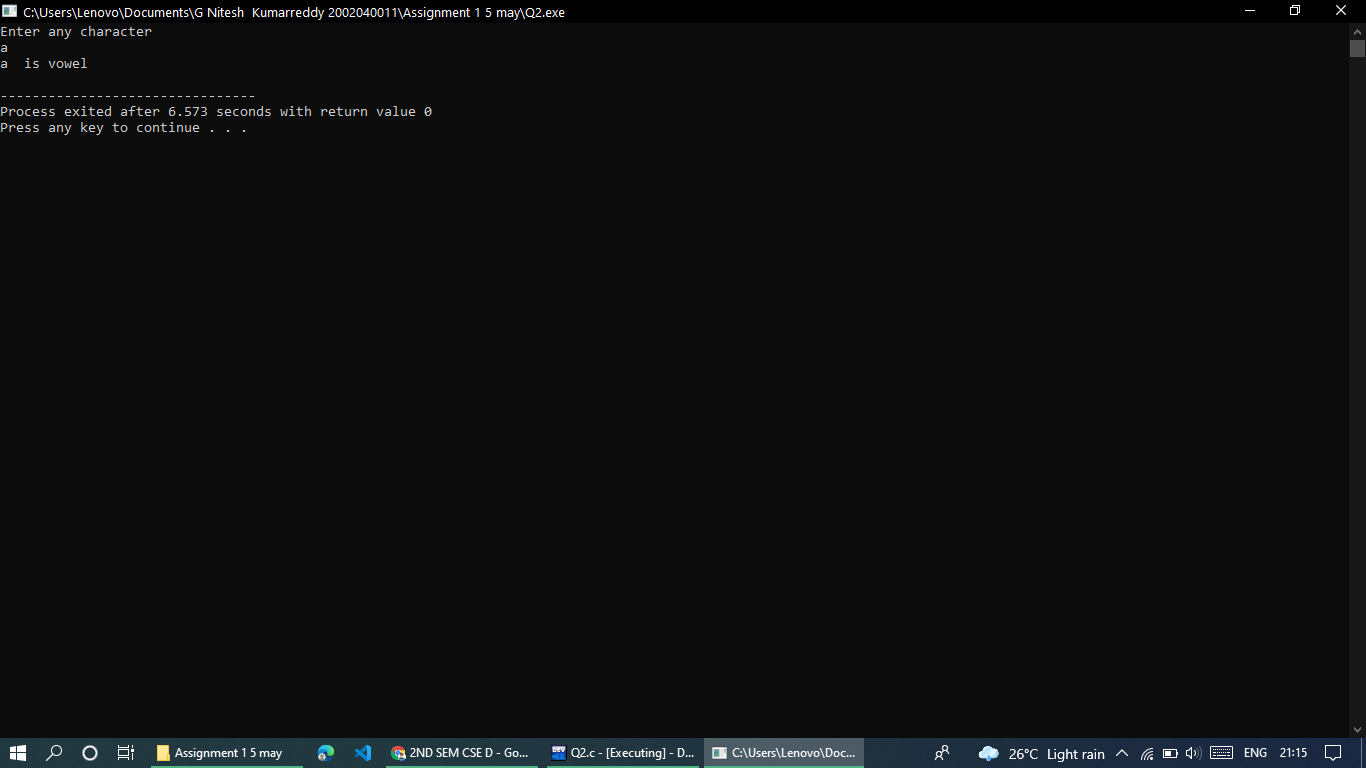 C:\Users\Lenovo\Documents\G Nitesh  Kumarreddy 2002040011\Assignment 1 5 may\Q2.exe
Enter any character
a
a  is vowel
--------------------------------
Process exited after 6.573 seconds with return value 0
Press any key to continue . . .
Assignment 1 5 may
2ND SEM CSE D - Go...
DEV
Q2.c - [Executing] - D...
C:\Users\Lenovo\Doc...
26°C  Light rain
ENG
21:15